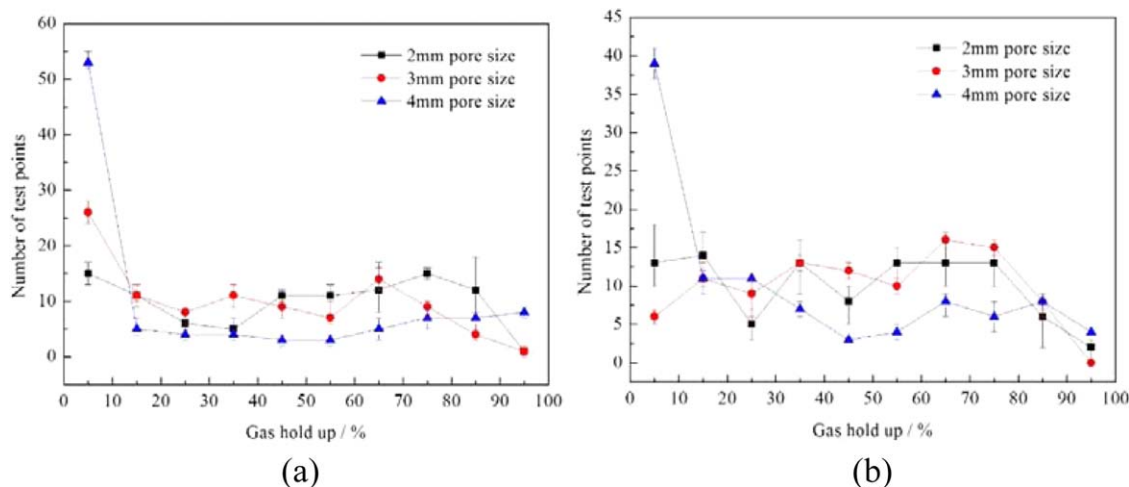 (a)
60
50
40
30
20
10
0
Number of test points
2mm pore size
3mm pore size
4mm pore size
0 10 20 30 40 50 60 70 80 90 100
Gas hold up / %
(a)
(b)
45
40
35
30
25
20
15
10
5
0
Number of test points
2mm pore size
3mm pore size
4mm pore size
0 10 20 30 40 50 60 70 80 90 100
Gas hold up / %
(b)